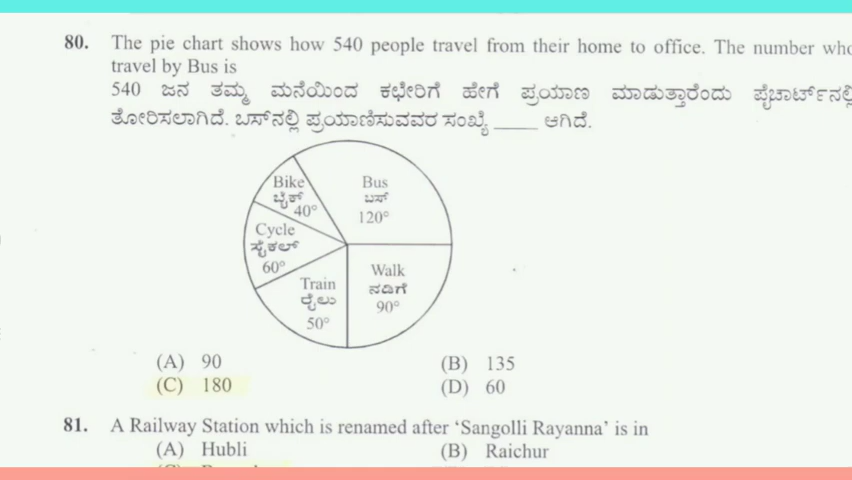 80. The pie chart shows how 540 people travel from their home to office. The number who
travel by Bus is
540 ಜನ ತಮ್ಮ ಮನೆಯಿಂದ ಕಛೇರಿಗೆ ಹೇಗೆ ಪ್ರಯಾಣ ಮಾಡುತ್ತಾರೆಂದು ಪೈಚಾರ್ಟ್‌ನಲ್ಲಿ
ತೋರಿಸಲಾಗಿದೆ. ಬಸ್‌ನಲ್ಲಿ ಪ್ರಯಾಣಿಸುವವರ ಸಂಖ್ಯೆ ____ ಆಗಿದೆ.
Bike
ಬೈಕ್
40°
Bus
ಬಸ್
120°
Cycle
ಸೈಕಲ್
60°
Train
ರೈಲು
50°
Walk
ನಡಿಗೆ
90°
(A) 90
(B) 135
(C) 180
(D) 60
81. A Railway Station which is renamed after ‘Sangolli Rayanna’ is in
(A) Hubli
(B) Raichur